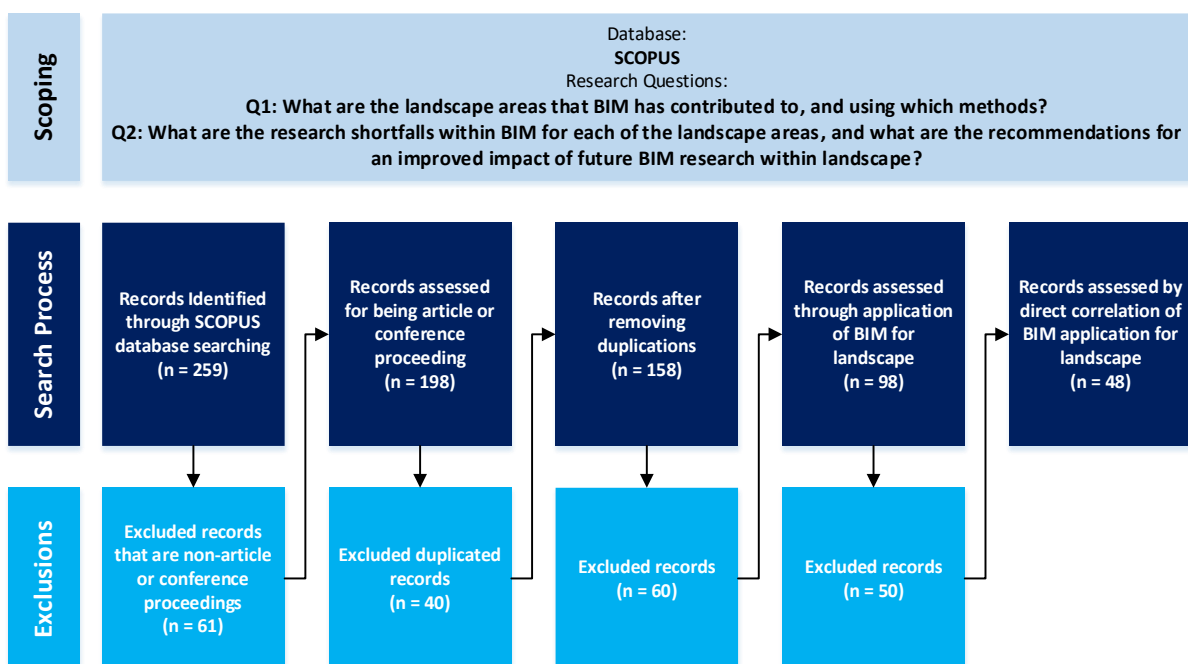 Scoping
Database:
SCOPUS
Research Questions:
Q1: What are the landscape areas that BIM has contributed to, and using which methods?
Q2: What are the research shortfalls within BIM for each of the landscape areas, and what are the recommendations for
an improved impact of future BIM research within landscape?
Search Process
Records Identified
through SCOPUS
database searching
(n = 259)
Records assessed
for being article or
conference
proceeding
(n = 198)
Records after
removing
duplications
(n = 158)
Records assessed
through application
of BIM for
landscape
(n = 98)
Records assessed by
direct correlation of
BIM application for
landscape
(n = 48)
Exclusions
Excluded records
that are non-article
or conference
proceedings
(n = 61)
Excluded duplicated
records
(n = 40)
Excluded records
(n = 60)
Excluded records
(n = 50)